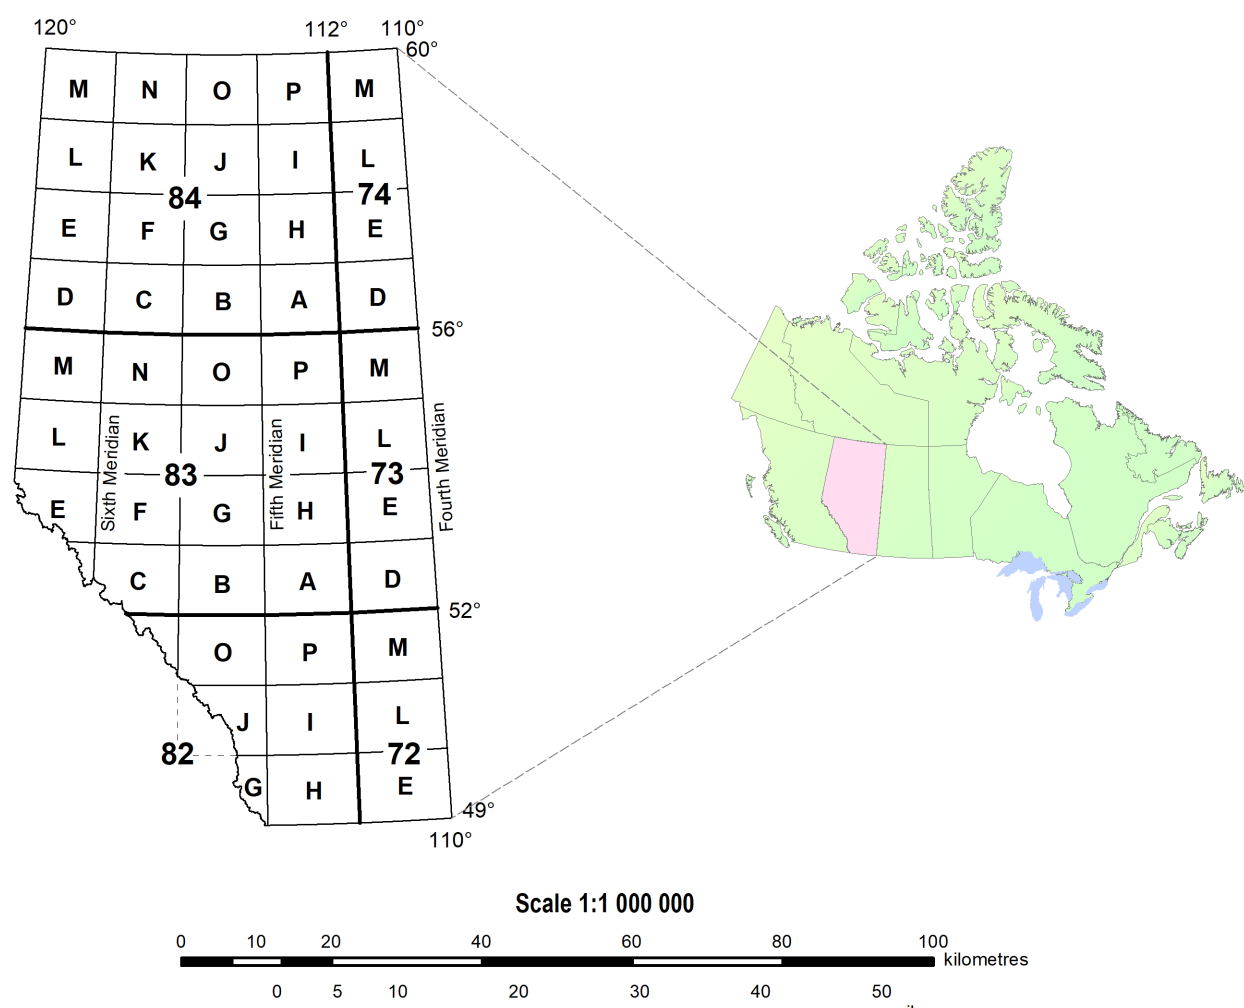 120° 112° 110°
60°
M N O P M
L K J I L
84 74
E F G H E
D C B A D
56°
M N O P M
L K J I L
Sixth Meridian Fifth Meridian Fourth Meridian
83 73
E F G H E
C B A D
52°
O P M
J I L
82 72
G H E
49°
110°
Scale 1:1 000 000
0 10 20 40 60 80 100
kilometres
0 5 10 20 30 40 50